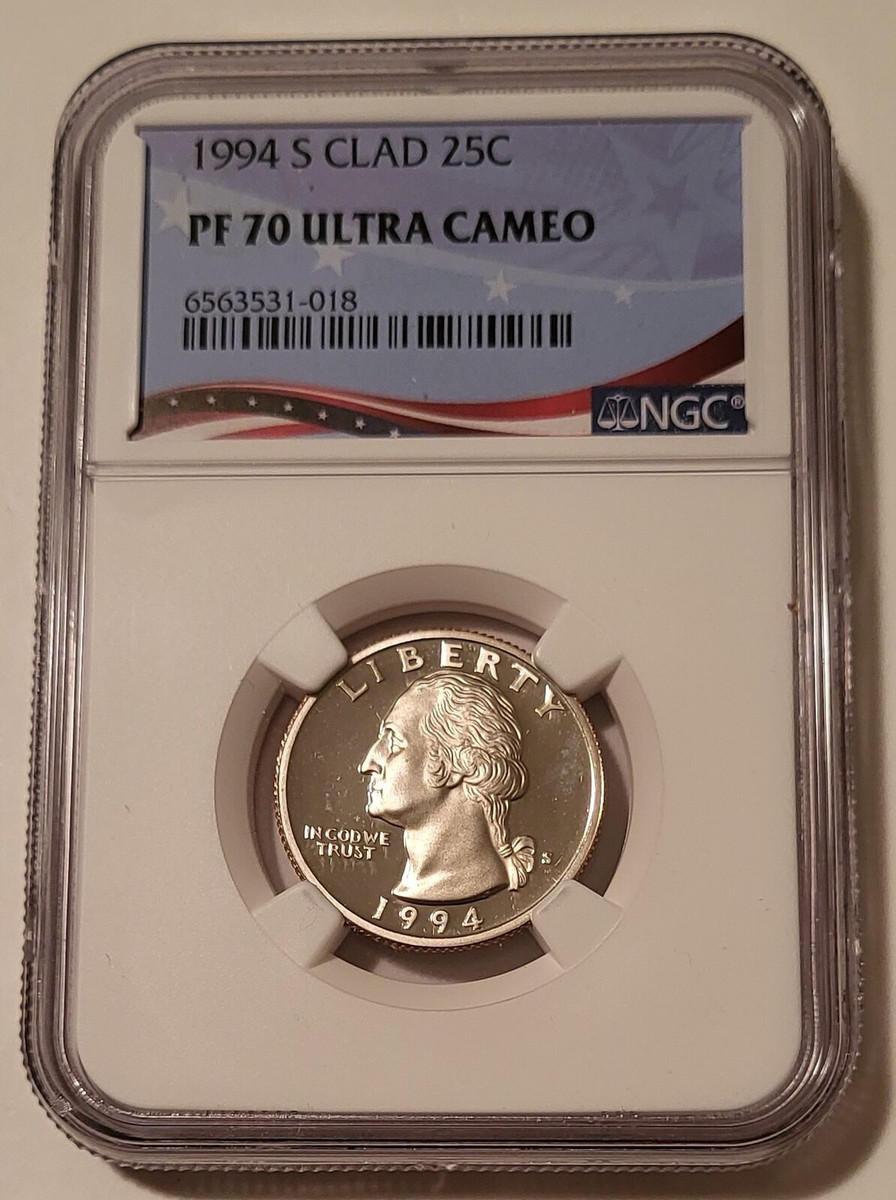 1994 S CLAD 25C
PF 70 ULTRA CAMEO
6563531-018
NGC®
LIBERTY
IN GOD WE
TRUST
S
1994